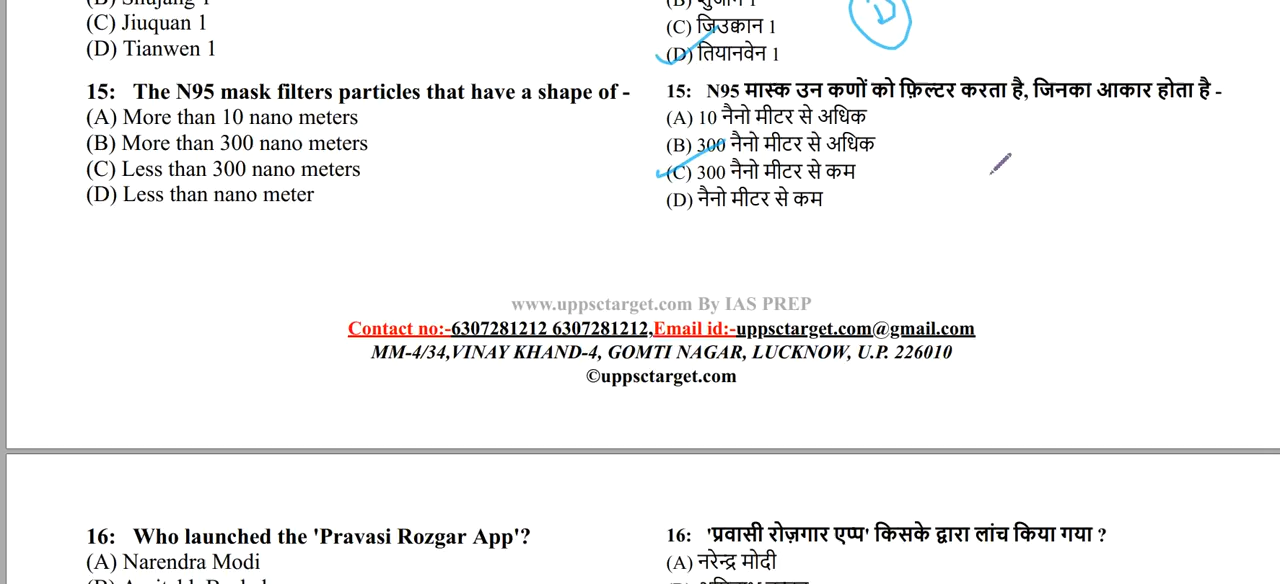 (C) Jiuquan 1
(D) Tianwen 1
15: The N95 mask filters particles that have a shape of -
(A) More than 10 nano meters
(B) More than 300 nano meters
(C) Less than 300 nano meters
(D) Less than nano meter
(C) जिउक्वान 1
(D) तियानवेन 1
D
15: N95 मास्क उन कणों को फ़िल्टर करता है, जिनका आकार होता है -
(A) 10 नैनो मीटर से अधिक
(B) 300 नैनो मीटर से अधिक
(C) 300 नैनो मीटर से कम
(D) नैनो मीटर से कम
www.uppsctarget.com By IAS PREP
Contact no:-6307281212 6307281212,Email id:-uppsctarget.com@gmail.com
MM-4/34,VINAY KHAND-4, GOMTI NAGAR, LUCKNOW, U.P. 226010
©uppsctarget.com
16: Who launched the 'Pravasi Rozgar App'?
(A) Narendra Modi
16: 'प्रवासी रोज़गार एप्प' किसके द्वारा लांच किया गया ?
(A) नरेन्द्र मोदी